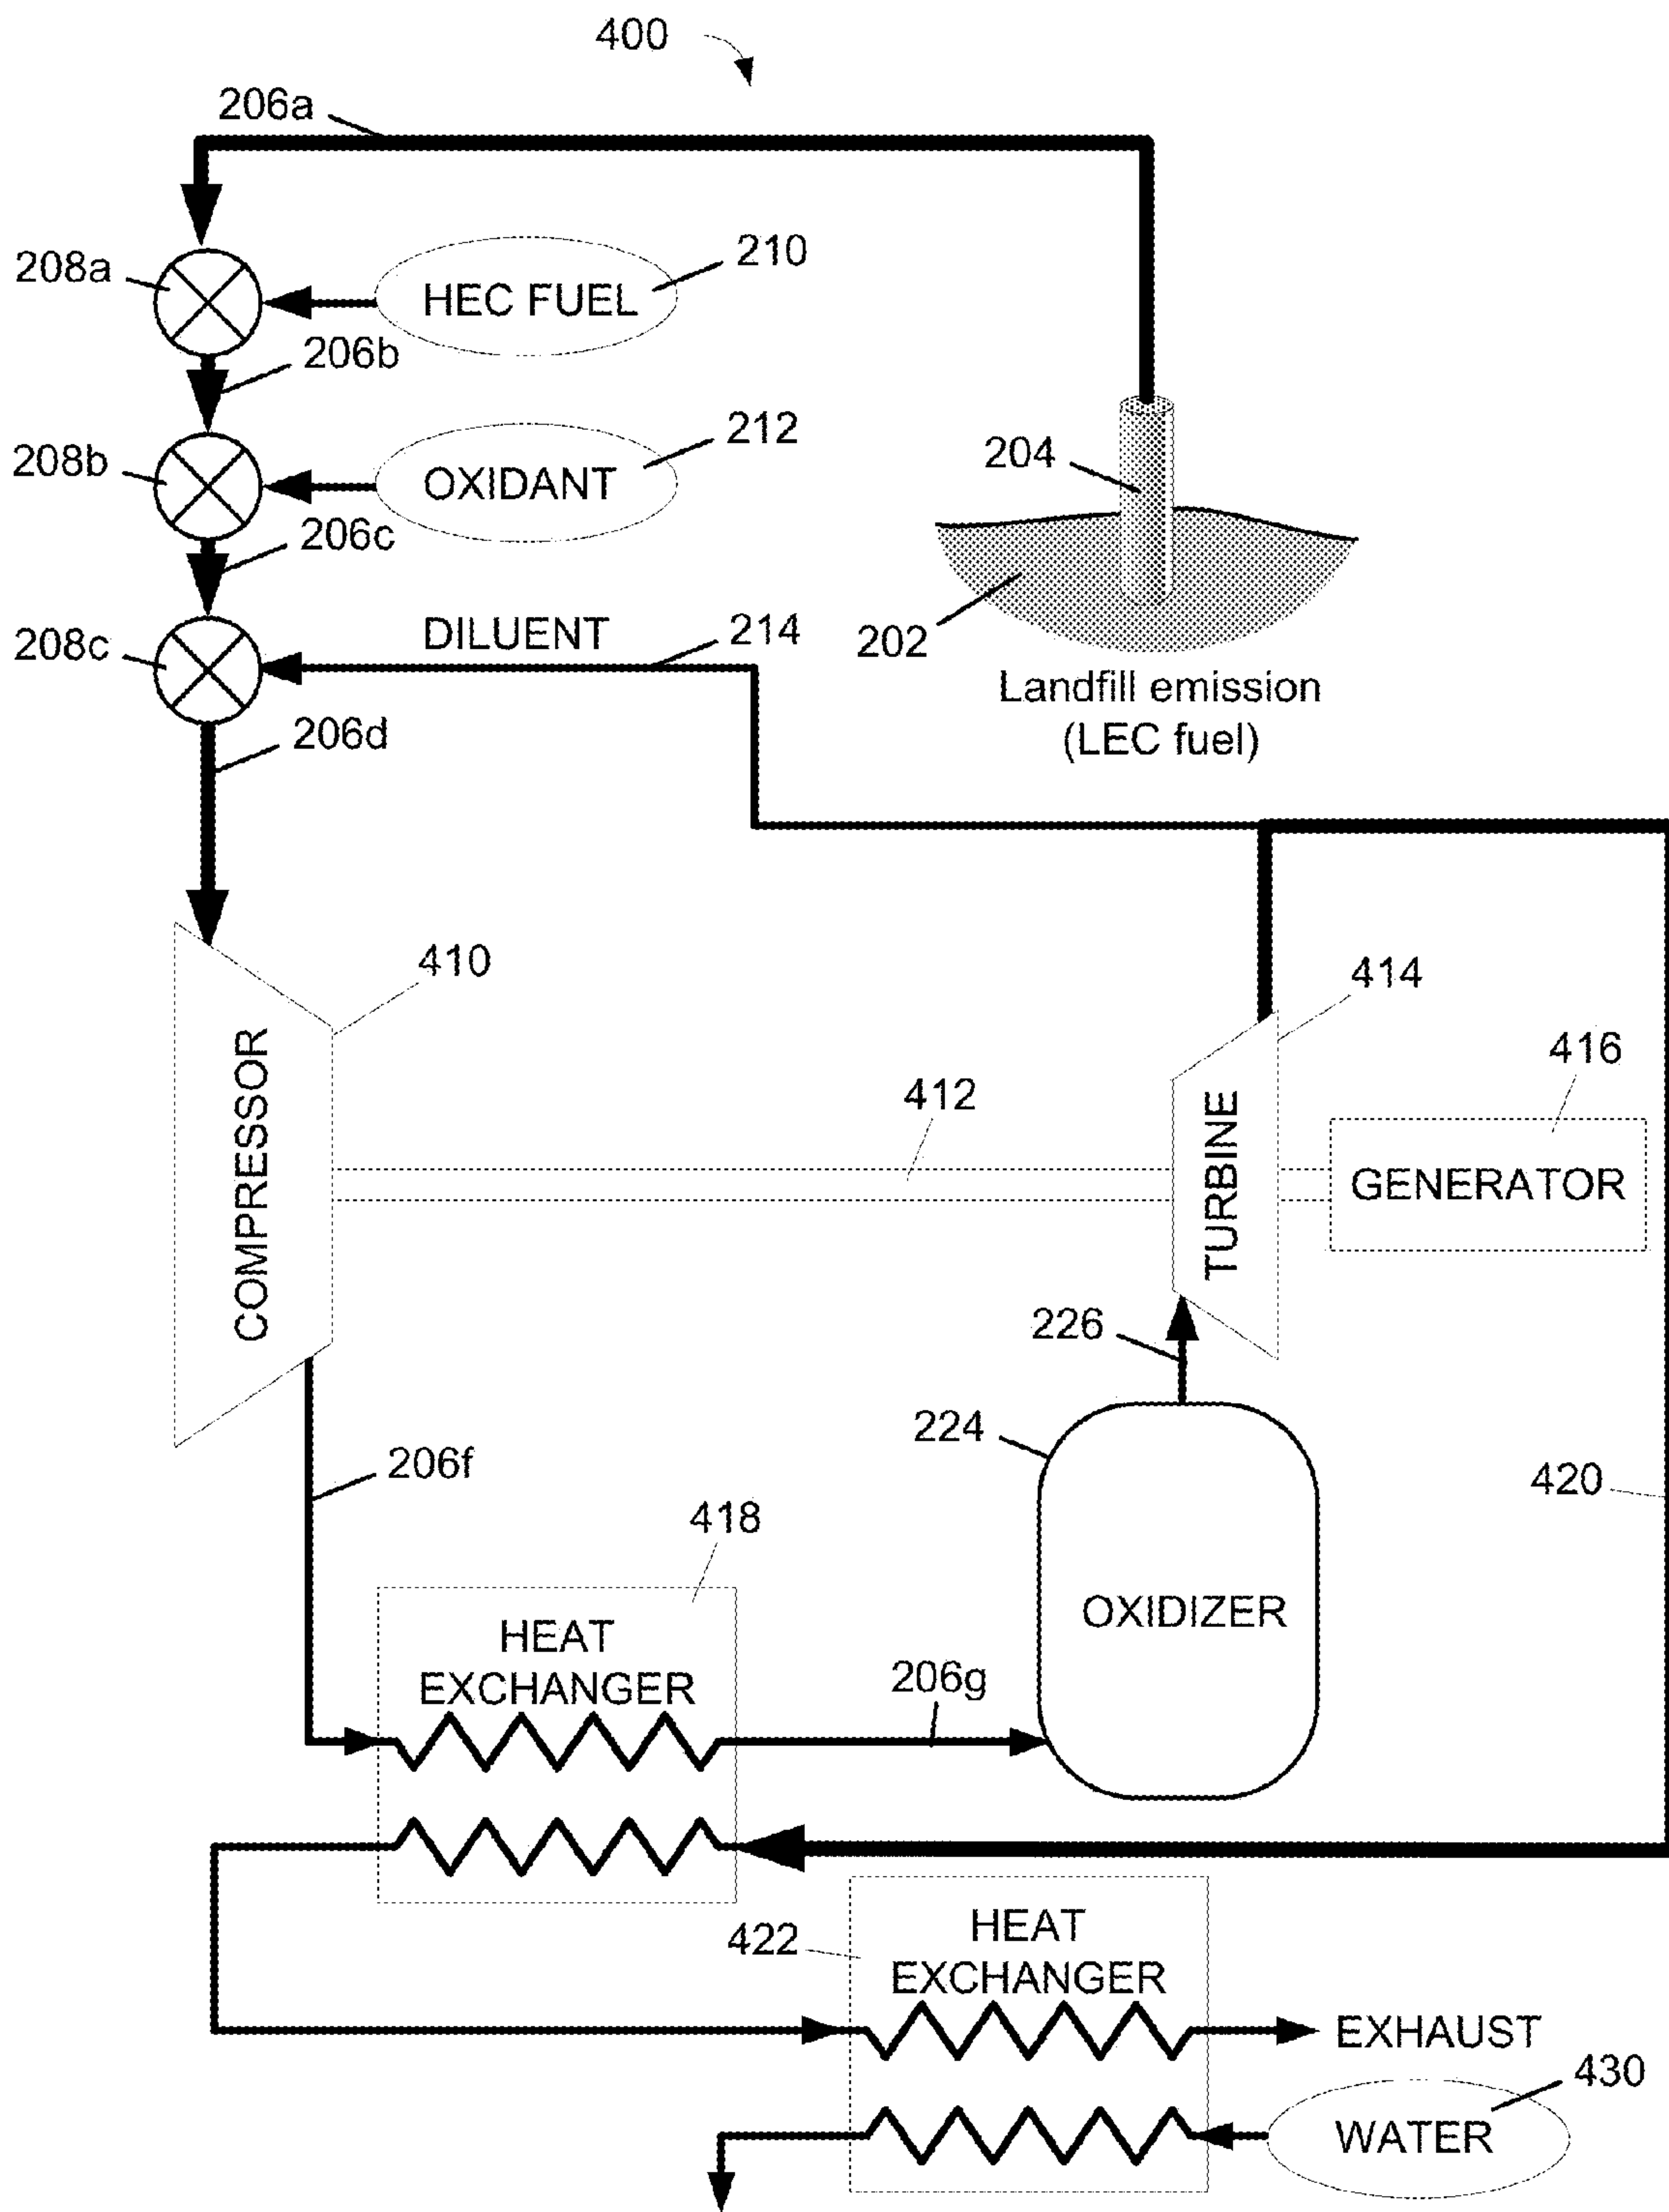 400
206a
208a
HEC FUEL
210
206b
208b
OXIDANT
212
206c
204
202
208c
DILUENT
214
Landfill emission
(LEC fuel)
206d
410
414
416
COMPRESSOR
412
TURBINE
GENERATOR
226
224
206f
420
418
OXIDIZER
HEAT
EXCHANGER
206g
422
HEAT
EXCHANGER
EXHAUST
430
WATER